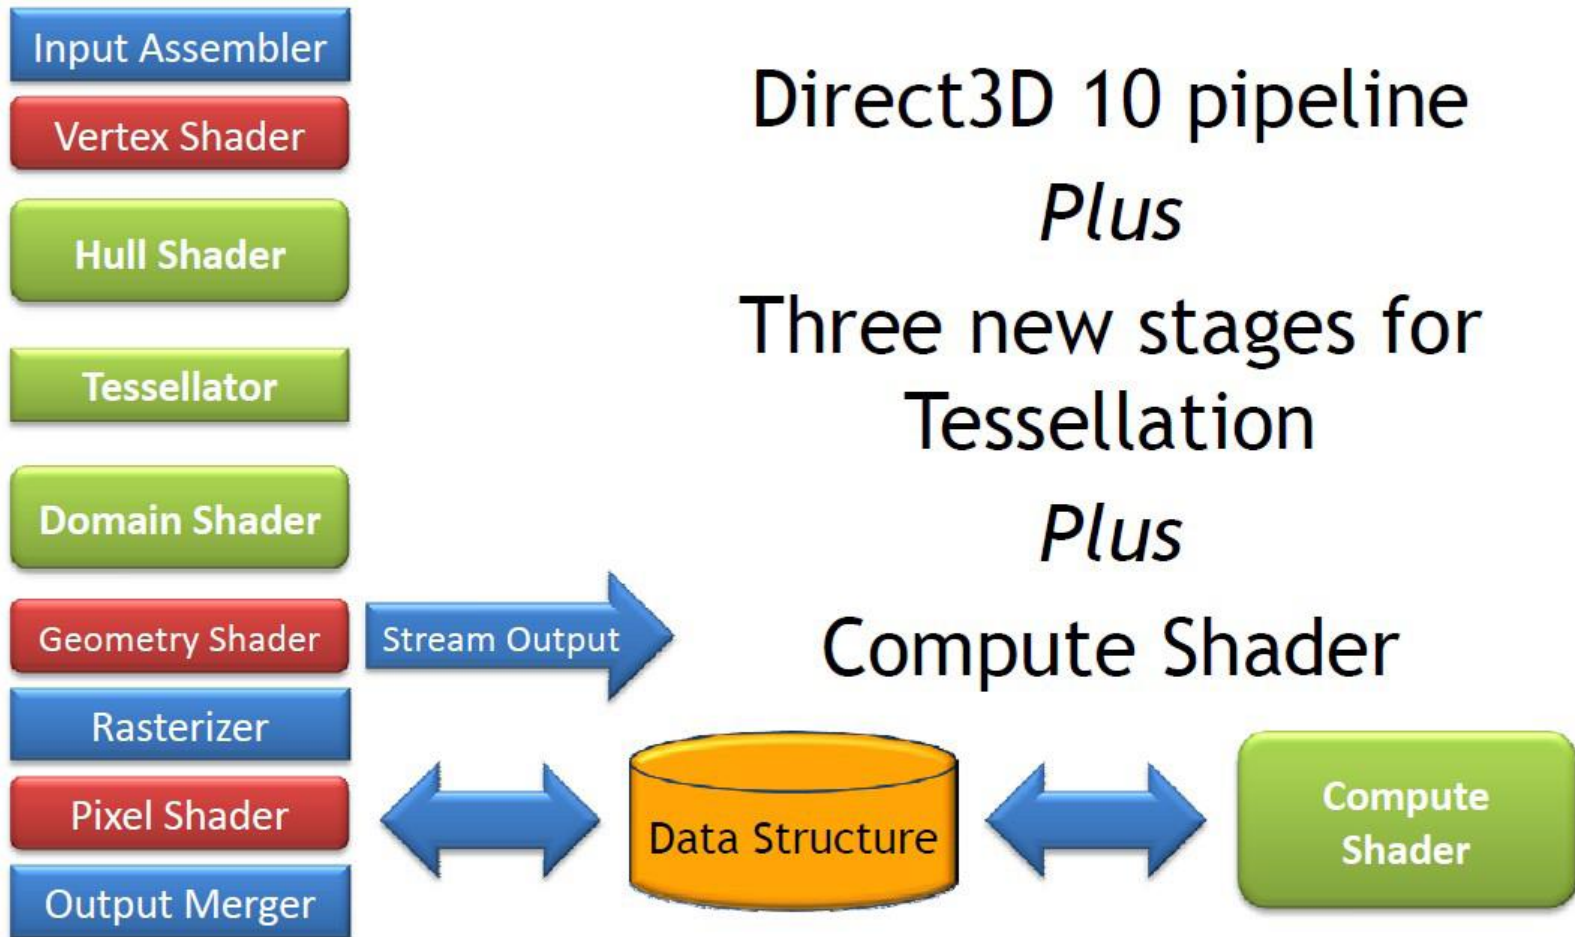 Input Assembler
Vertex Shader
Hull Shader
Tessellator
Domain Shader
Geometry Shader
Stream Output
Rasterizer
Pixel Shader
Output Merger
Direct3D 10 pipeline
Plus
Three new stages for
Tessellation
Plus
Compute Shader
Data Structure
Compute
Shader